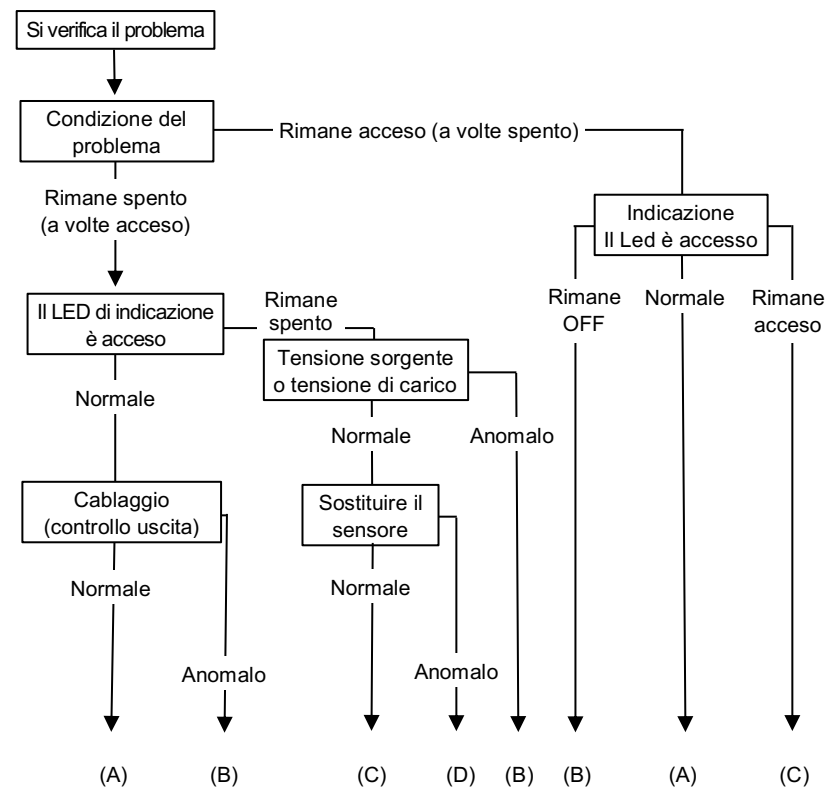 Si verifica il problema
Condizione del
problema
Rimane acceso (a volte spento)
Rimane spento
(a volte acceso)
Indicazione
Il Led è accesso
Rimane
OFF
Normale
Rimane
acceso
Il LED di indicazione
è acceso
Rimane
spento
Tensione sorgente
o tensione di carico
Normale
Normale
Anomalo
Cablaggio
(controllo uscita)
Sostituire il
sensore
Normale
Normale
Anomalo
Anomalo
(A)
(B)
(C)
(D)
(B)
(B)
(A)
(C)